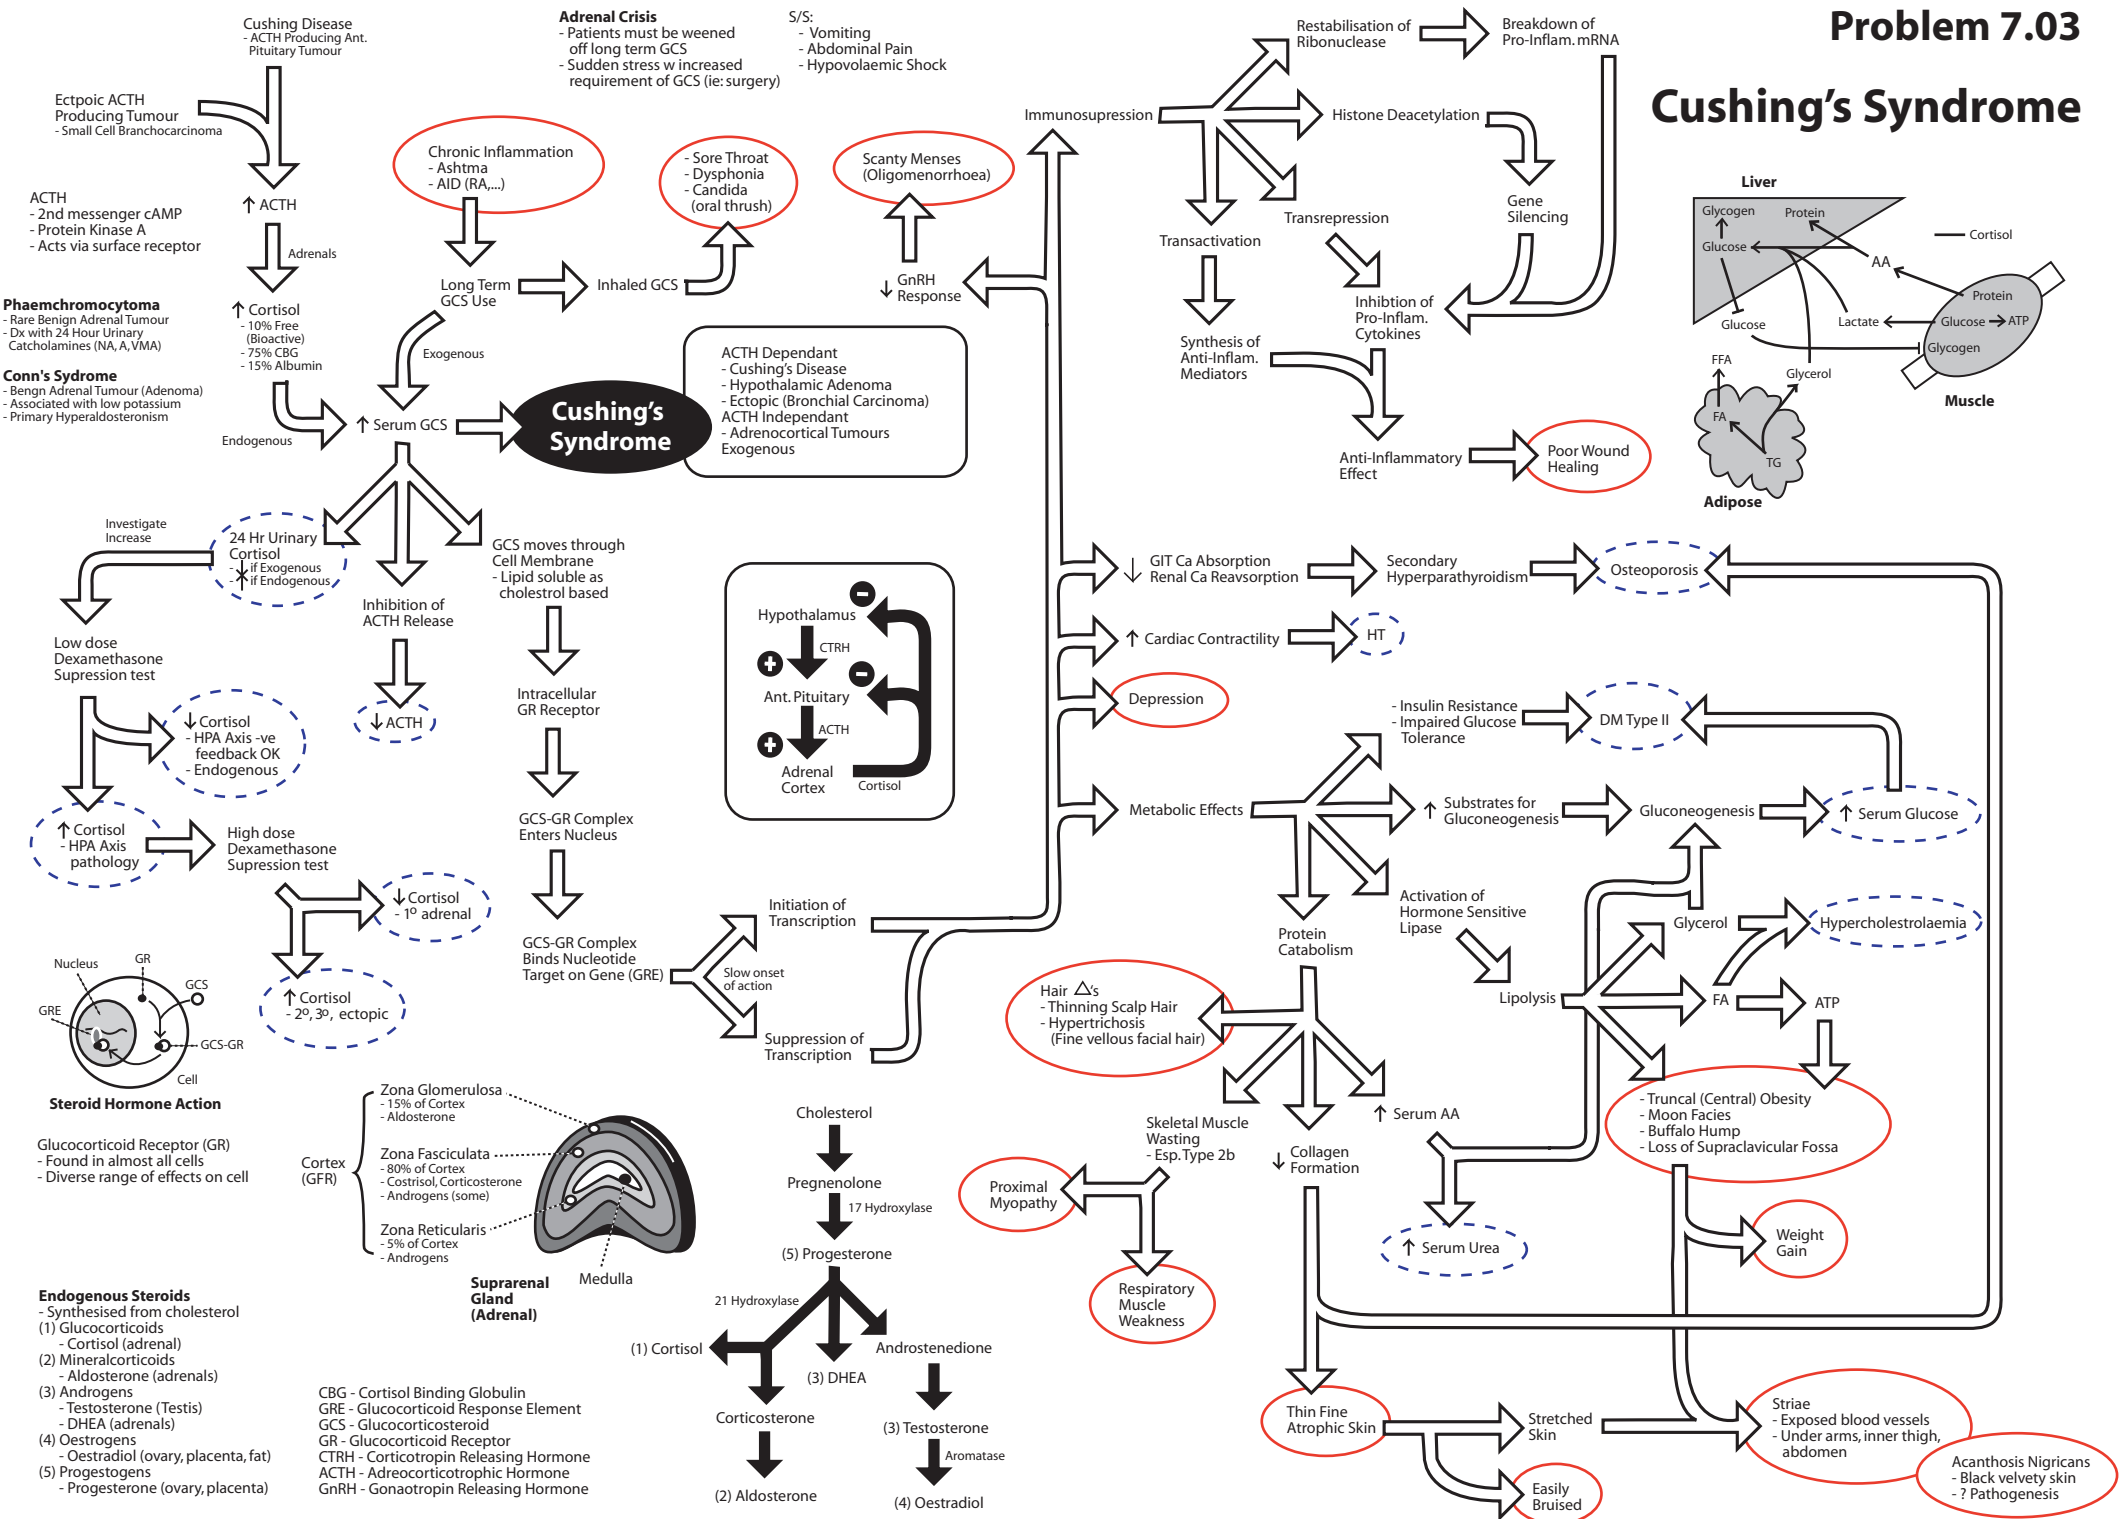 Problem 7.03
Cushing's Syndrome
Cushing Disease
- ACTH Producing Ant.
Pituitary Tumour
Ectpoic ACTH
Producing Tumour
- Small Cell Branchocarcinoma
ACTH
- 2nd messenger cAMP
- Protein Kinase A
- Acts via surface receptor
↑ ACTH
Adrenals
Phaemchromocytoma
- Rare Benign Adrenal Tumour
- Dx with 24 Hour Urinary
Catcholamines (NA, A, VMA)
Conn's Sydrome
- Bengn Adrenal Tumour (Adenoma)
- Associated with low potassium
- Primary Hyperaldosteronism
↑ Cortisol
- 10% Free
(Bioactive)
- 75% CBG
- 15% Albumin
Endogenous
Adrenal Crisis
- Patients must be weened
off long term GCS
- Sudden stress w increased
requirement of GCS (ie: surgery)
S/S:
- Vomiting
- Abdominal Pain
- Hypovolaemic Shock
Chronic Inflammation
- Ashtma
- AID (RA,...)
Long Term
GCS Use
Inhaled GCS
- Sore Throat
- Dysphonia
- Candida
(oral thrush)
Scanty Menses
(Oligomenorrhoea)
↓ GnRH
Response
Exogenous
↑ Serum GCS
Cushing's
Syndrome
ACTH Dependant
- Cushing's Disease
- Hypothalamic Adenoma
- Ectopic (Bronchial Carcinoma)
ACTH Independant
- Adrenocortical Tumours
Exogenous
Immunosupression
Restabilisation of
Ribonuclease
Breakdown of
Pro-Inflam. mRNA
Histone Deacetylation
Gene
Silencing
Transrepression
Transactivation
Inhibtion of
Pro-Inflam.
Cytokines
Synthesis of
Anti-Inflam.
Mediators
Anti-Inflammatory
Effect
Poor Wound
Healing
Liver
Glycogen
Protein
Glucose
Cortisol
AA
Protein
Glucose
Lactate
Glucose
ATP
Glycogen
FFA
Glycerol
Muscle
FA
TG
Adipose
Investigate
Increase
24 Hr Urinary
Cortisol
- if Exogenous
- if Endogenous
Inhibition of
ACTH Release
↓ ACTH
GCS moves through
Cell Membrane
- Lipid soluble as
cholestrol based
Intracellular
GR Receptor
GCS-GR Complex
Enters Nucleus
GCS-GR Complex
Binds Nucleotide
Target on Gene (GRE)
Slow onset
of action
Initiation of
Transcription
Suppression of
Transcription
Low dose
Dexamethasone
Supression test
↓ Cortisol
- HPA Axis -ve
feedback OK
- Endogenous
↑ Cortisol
- HPA Axis
pathology
High dose
Dexamethasone
Supression test
↓ Cortisol
- 1º adrenal
↑ Cortisol
- 2º, 3º, ectopic
Hypothalamus
CTRH
Ant. Pituitary
ACTH
Adrenal
Cortex
Cortisol
↓ GIT Ca Absorption
Renal Ca Reavsorption
Secondary
Hyperparathyroidism
Osteoporosis
↑ Cardiac Contractility
HT
Depression
Metabolic Effects
- Insulin Resistance
- Impaired Glucose
Tolerance
DM Type II
↑ Substrates for
Gluconeogenesis
Gluconeogenesis
↑ Serum Glucose
Activation of
Hormone Sensitive
Lipase
Lipolysis
Glycerol
Hypercholestrolaemia
FA
ATP
Protein
Catabolism
Hair △'s
- Thinning Scalp Hair
- Hypertrichosis
(Fine vellous facial hair)
Skeletal Muscle
Wasting
- Esp. Type 2b
↓ Collagen
Formation
↑ Serum AA
↑ Serum Urea
Proximal
Myopathy
Respiratory
Muscle
Weakness
- Truncal (Central) Obesity
- Moon Facies
- Buffalo Hump
- Loss of Supraclavicular Fossa
Weight
Gain
Thin Fine
Atrophic Skin
Stretched
Skin
Easily
Bruised
Striae
- Exposed blood vessels
- Under arms, inner thigh,
abdomen
Acanthosis Nigricans
- Black velvety skin
- ? Pathogenesis
Nucleus
GR
GCS
GRE
GCS-GR
Cell
Steroid Hormone Action
Glucocorticoid Receptor (GR)
- Found in almost all cells
- Diverse range of effects on cell
Cortex
(GFR)
Zona Glomerulosa
- 15% of Cortex
- Aldosterone
Zona Fasciculata
- 80% of Cortex
- Costrisol, Corticosterone
- Androgens (some)
Zona Reticularis
- 5% of Cortex
- Androgens
Suprarenal
Gland
(Adrenal)
Medulla
Cholesterol
Pregnenolone
17 Hydroxylase
(5) Progesterone
21 Hydroxylase
(1) Cortisol
(3) DHEA
Androstenedione
Corticosterone
(3) Testosterone
Aromatase
(2) Aldosterone
(4) Oestradiol
Endogenous Steroids
- Synthesised from cholesterol
(1) Glucocorticoids
- Cortisol (adrenal)
(2) Mineralcorticoids
- Aldosterone (adrenals)
(3) Androgens
- Testosterone (Testis)
- DHEA (adrenals)
(4) Oestrogens
- Oestradiol (ovary, placenta, fat)
(5) Progestogens
- Progesterone (ovary, placenta)
CBG - Cortisol Binding Globulin
GRE - Glucocorticoid Response Element
GCS - Glucocorticosteroid
GR - Glucocorticoid Receptor
CTRH - Corticotropin Releasing Hormone
ACTH - Adreocorticotrophic Hormone
GnRH - Gonaotropin Releasing Hormone